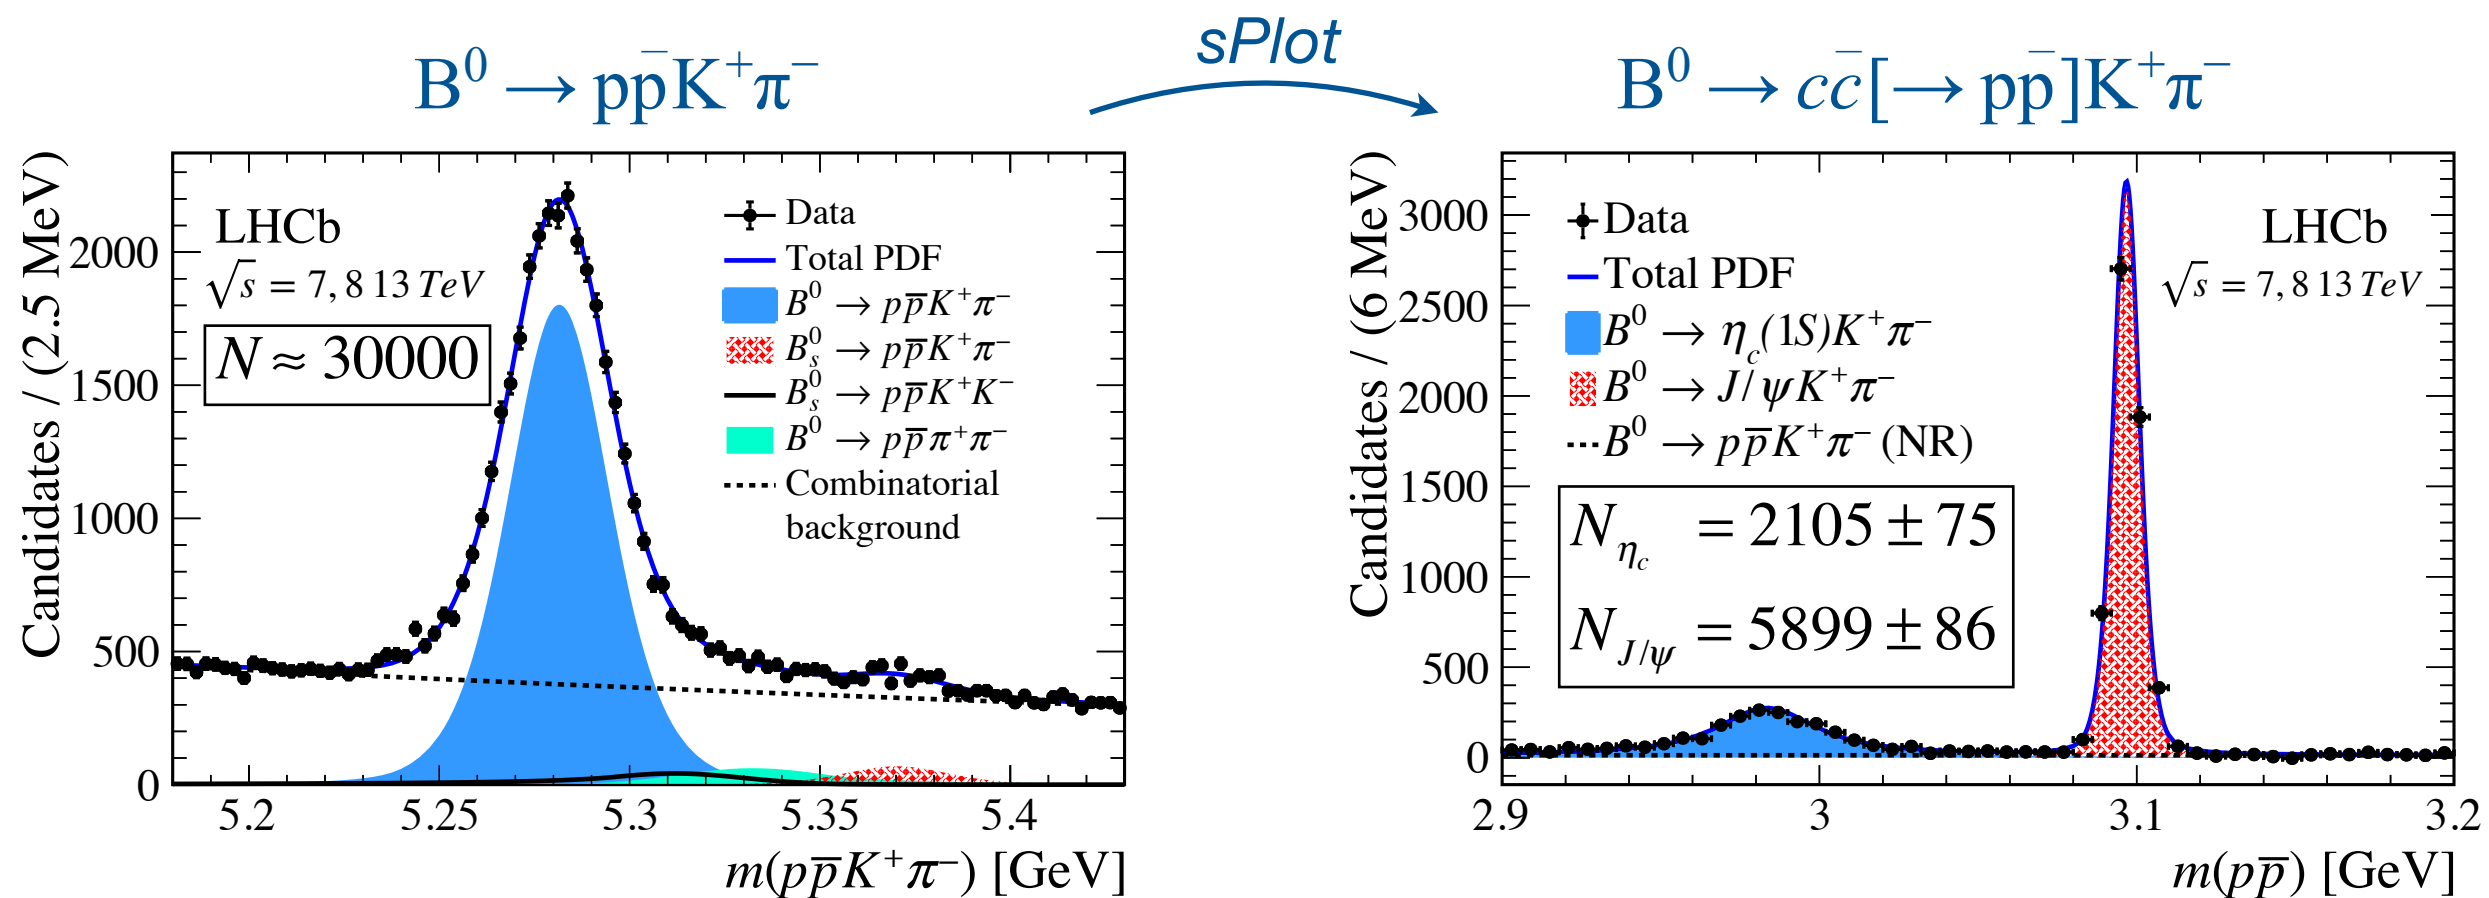 sPlot
B⁰ → pp̅K⁺π⁻
B⁰ → cc̅[→ pp̅]K⁺π⁻
Candidates / (2.5 MeV)
2000
1500
1000
500
0
LHCb
√s = 7, 8 13 TeV
N ≈ 30000
Data
Total PDF
B⁰ → pp̅K⁺π⁻
B⁰ₛ → pp̅K⁺π⁻
B⁰ₛ → pp̅K⁺K⁻
B⁰ → pp̅π⁺π⁻
Combinatorial
background
5.2 5.25 5.3 5.35 5.4
m(pp̅K⁺π⁻) [GeV]
Candidates / (6 MeV)
3000
2500
2000
1500
1000
500
0
Data
Total PDF
B⁰ → η_c(1S)K⁺π⁻
B⁰ → J/ψK⁺π⁻
B⁰ → pp̅K⁺π⁻ (NR)
LHCb
√s = 7, 8 13 TeV
N_{η_c} = 2105 ± 75
N_{J/ψ} = 5899 ± 86
2.9 3 3.1 3.2
m(pp̅) [GeV]